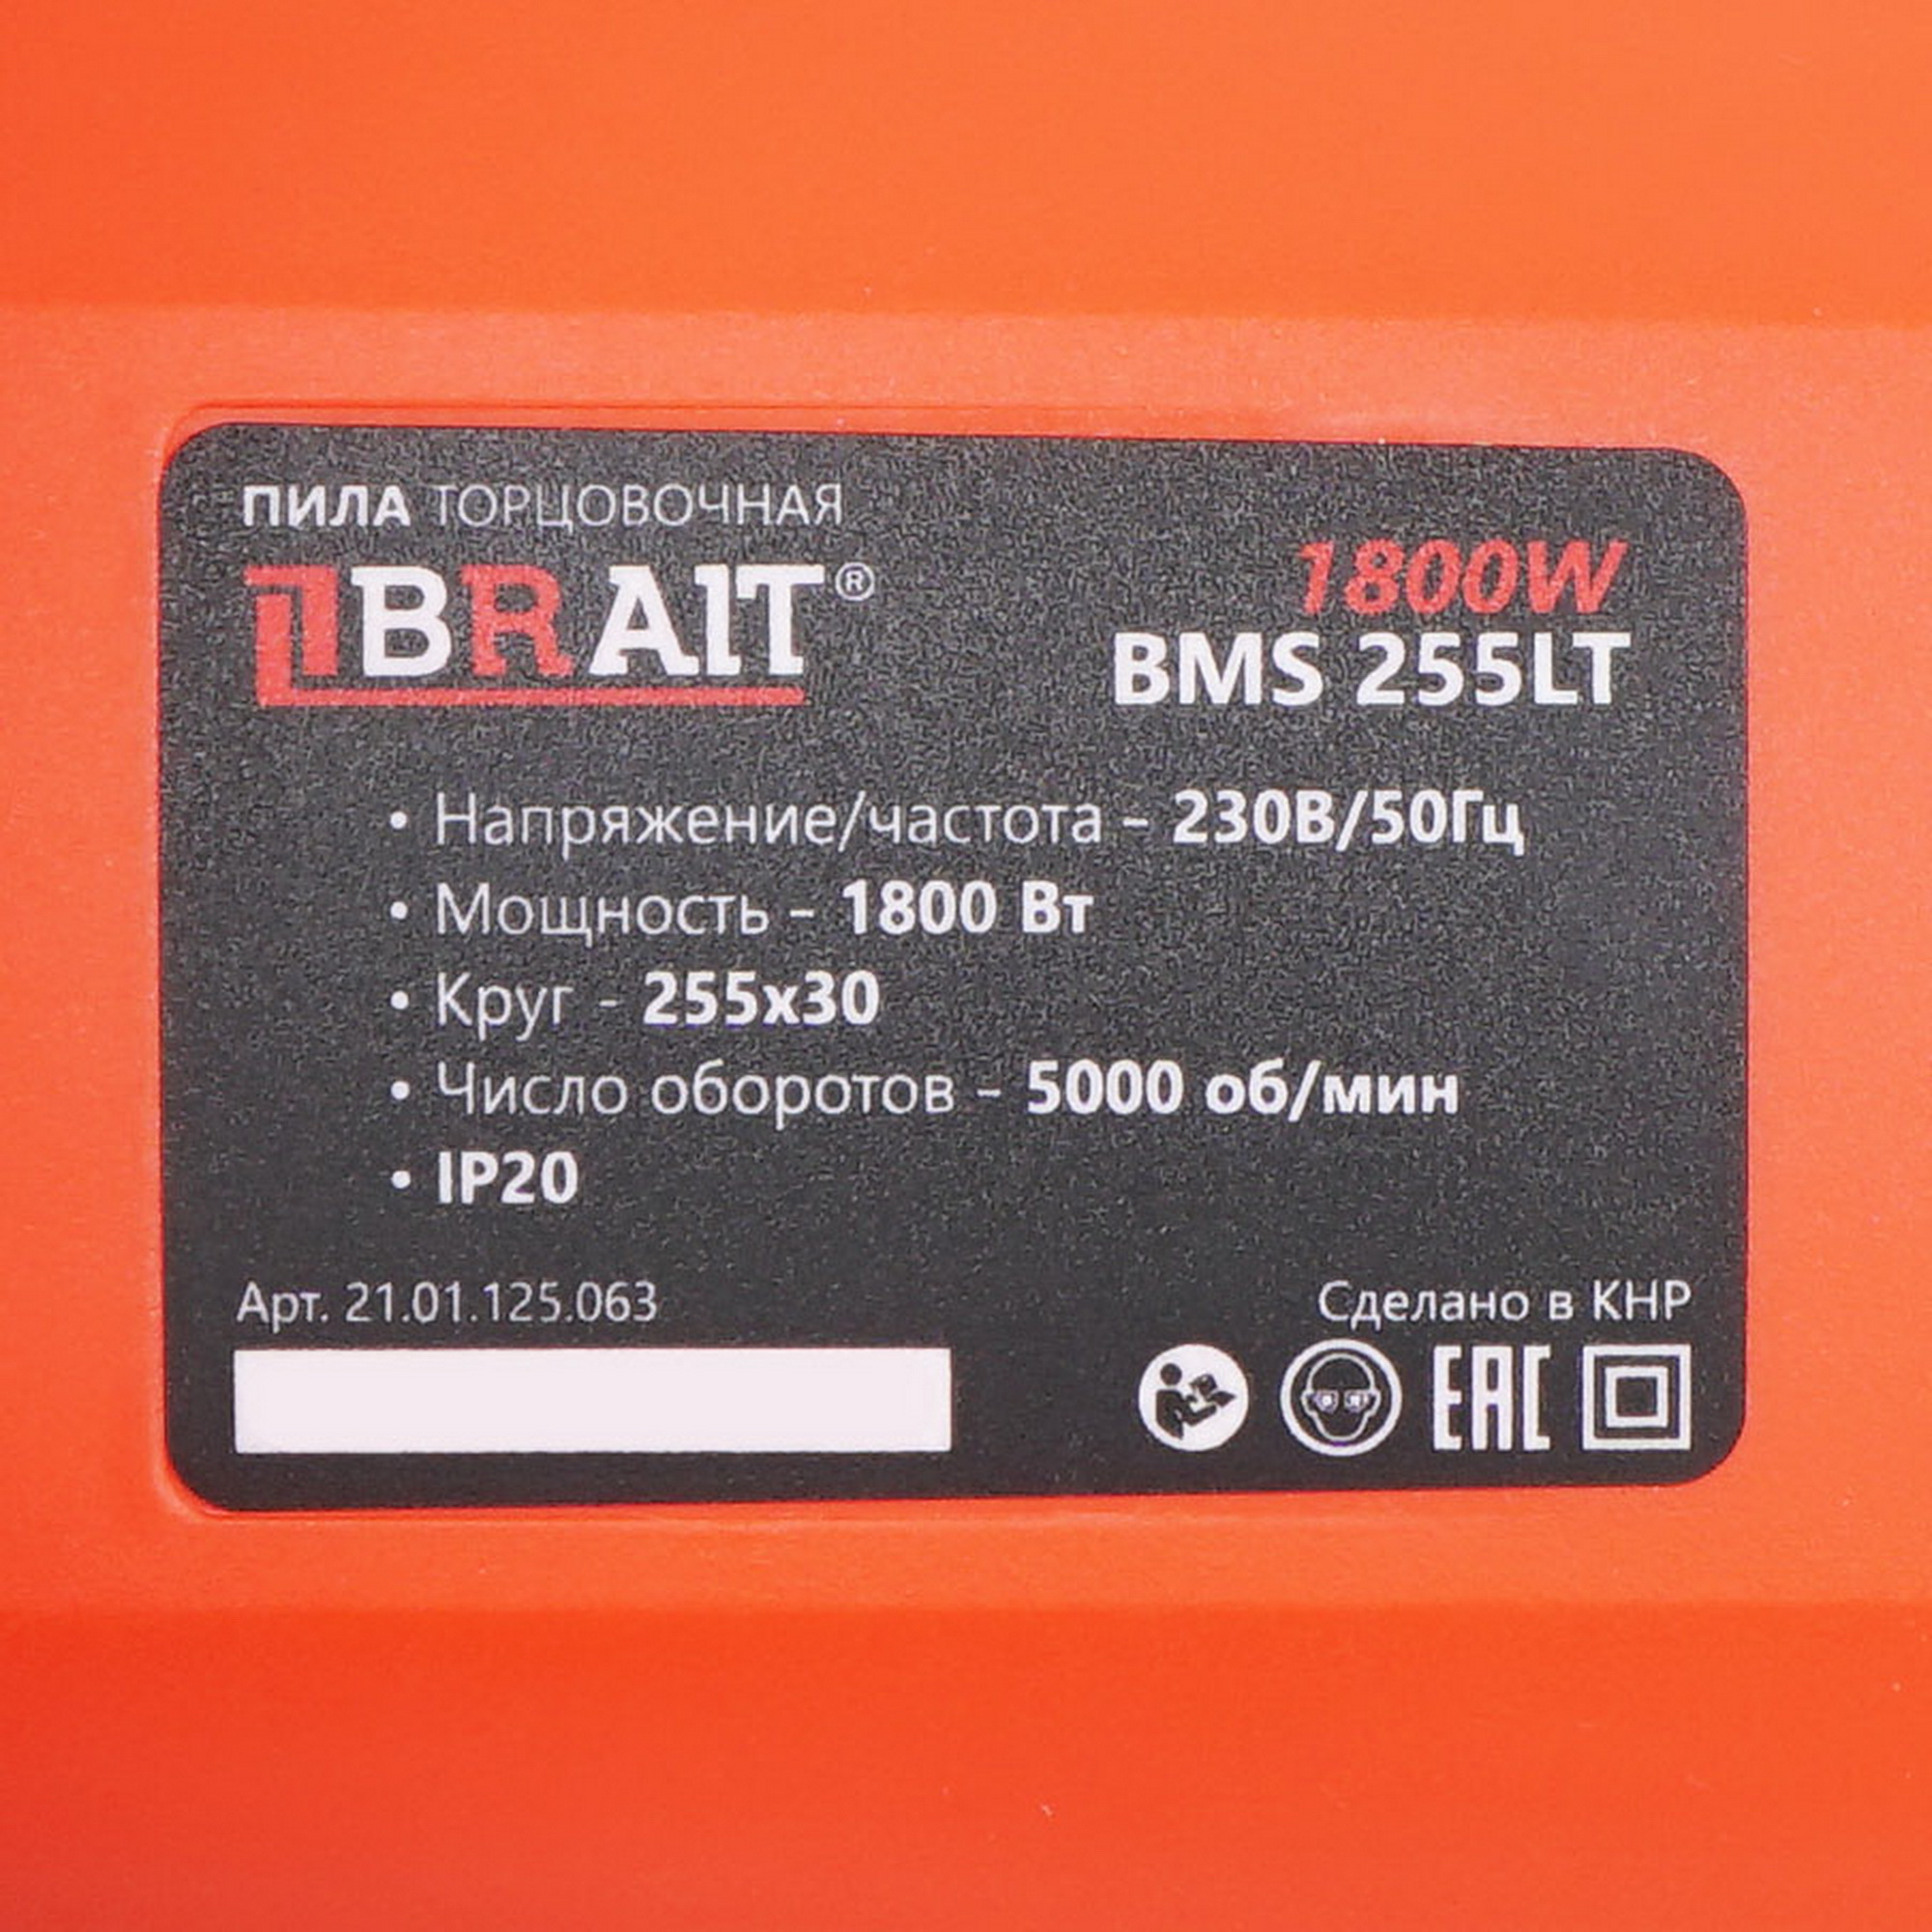 ПИЛА ТОРЦОВОЧНАЯ
BRAIT®
1800W
BMS 255LT
• Напряжение/частота – 230В/50Гц
• Мощность – 1800 Вт
• Круг - 255x30
• Число оборотов – 5000 об/мин
• IP20
Арт. 21.01.125.063
Сделано в КНР
EAC